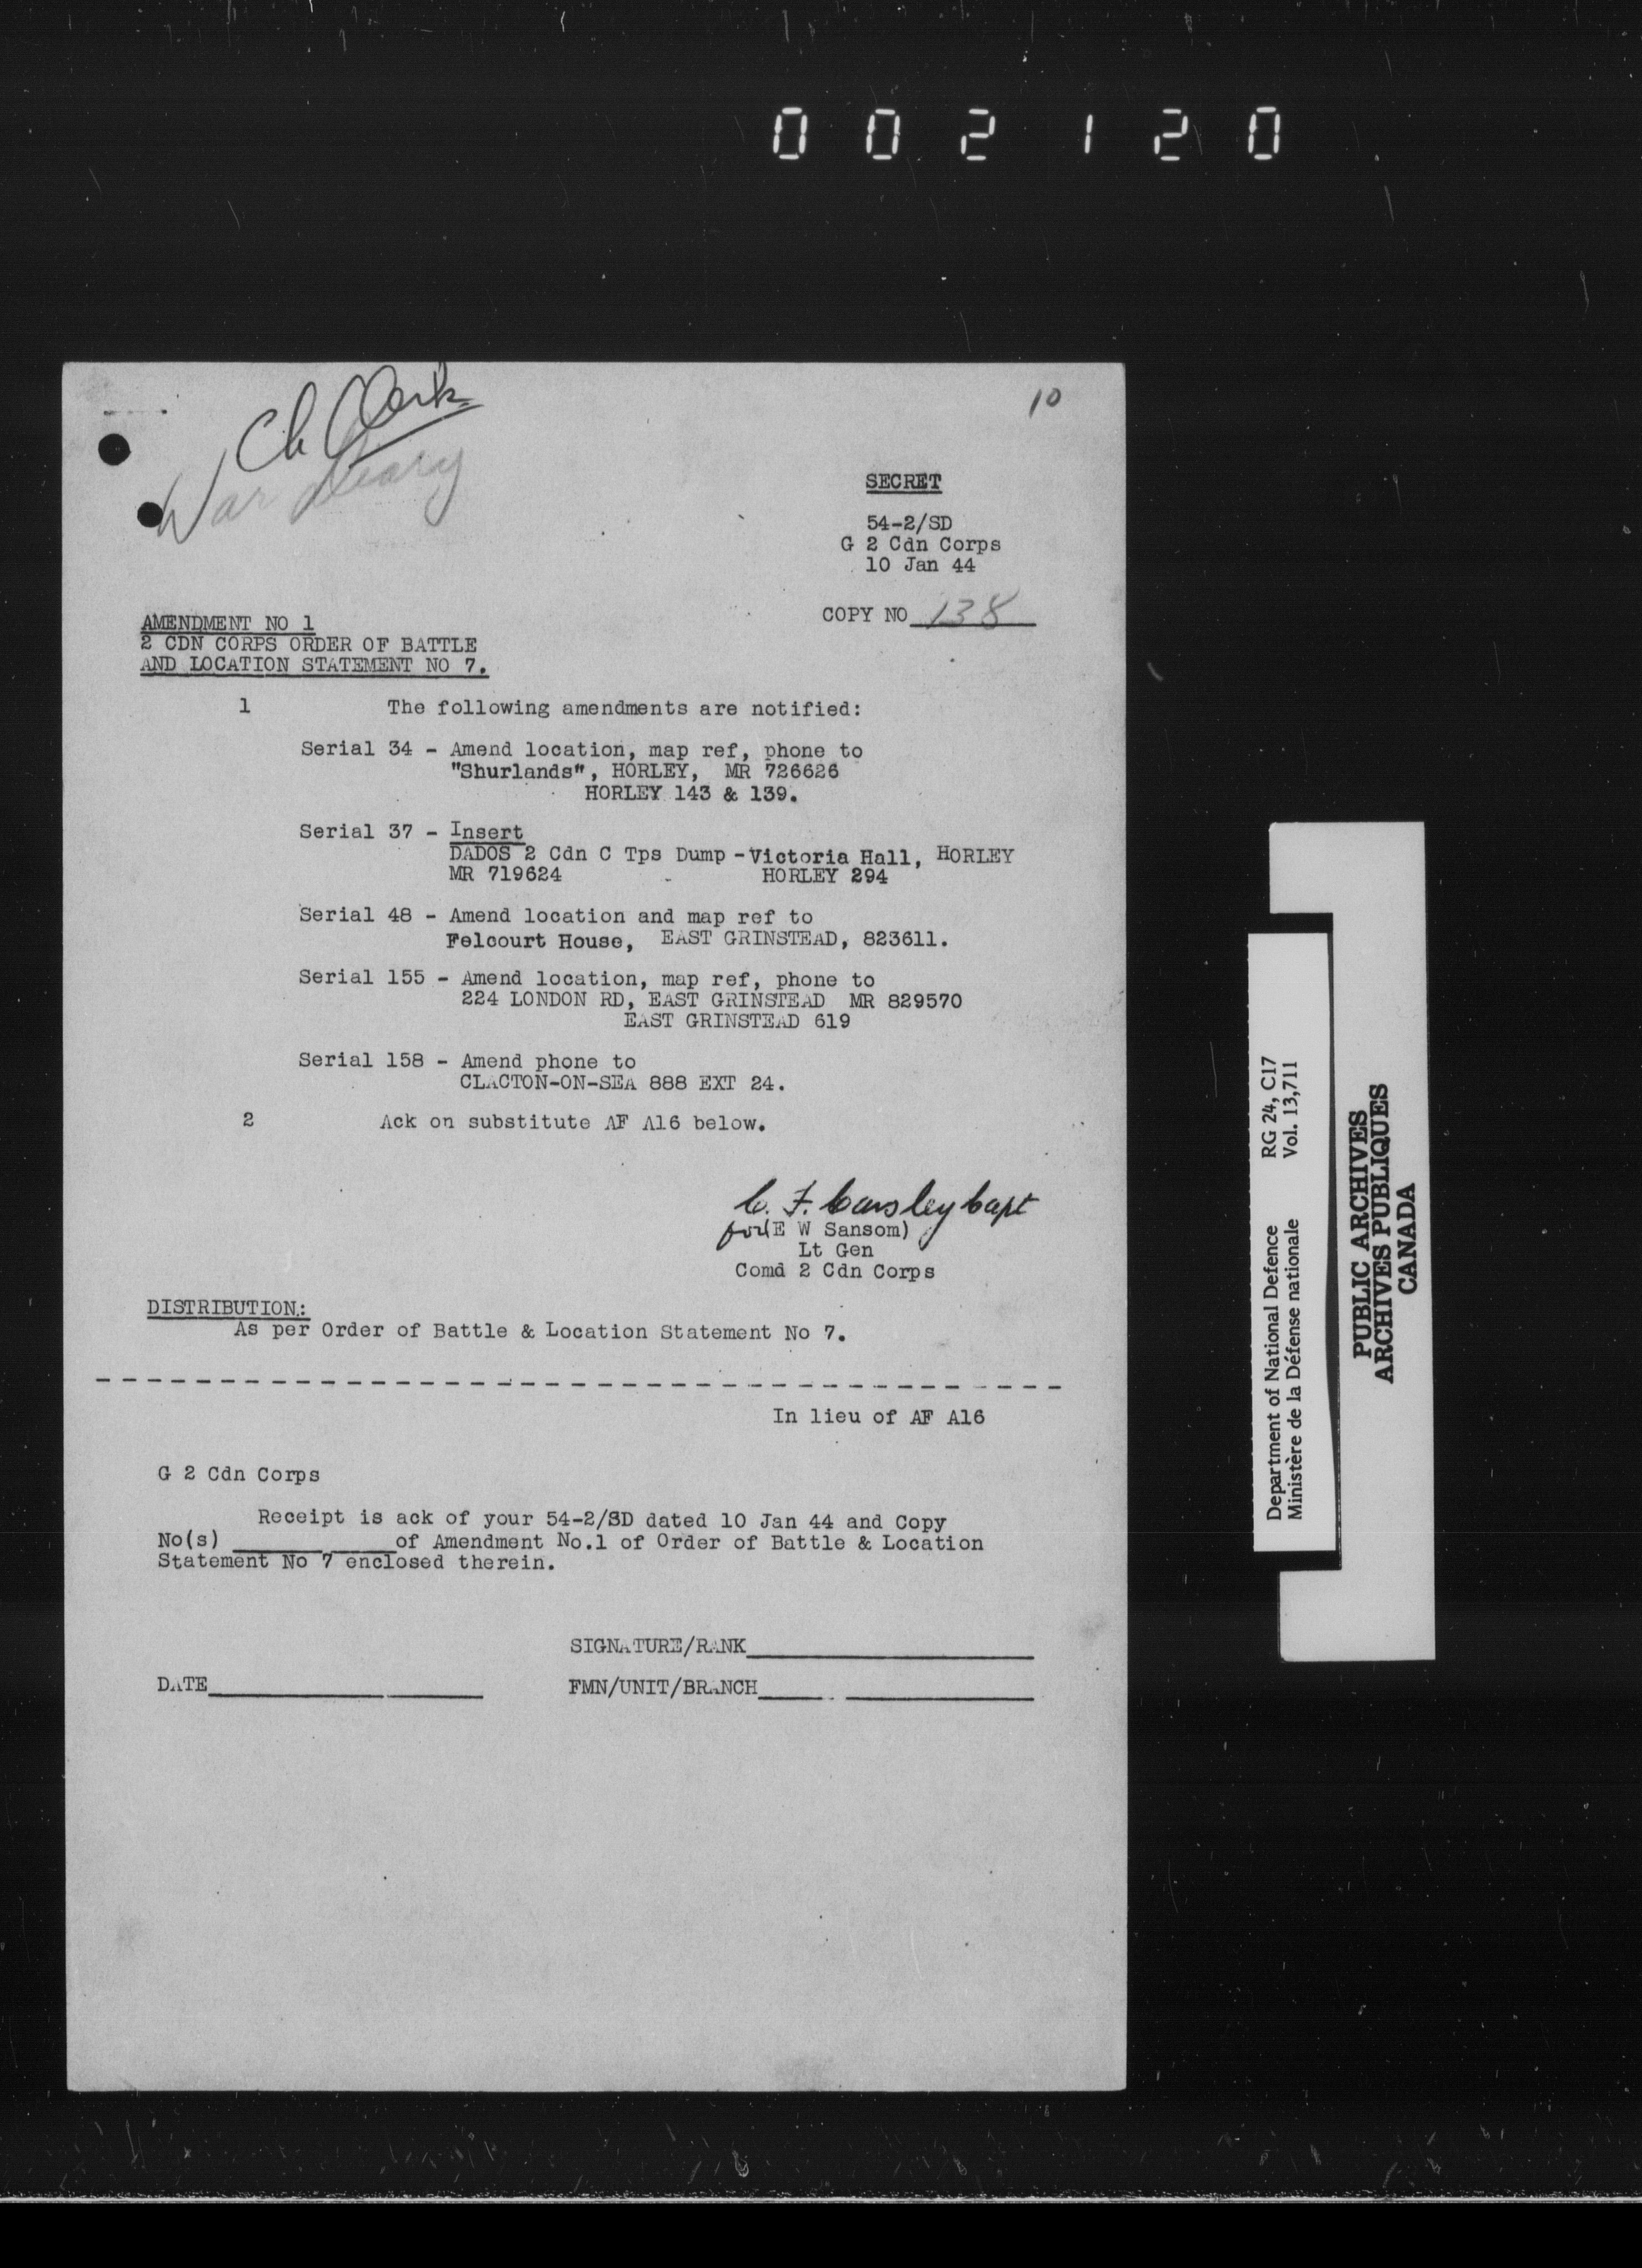 0 0 2 1 2 0
Ch Clerk
War Diary
10
SECRET
54-2/SD
G 2 Cdn Corps
10 Jan 44
COPY NO 138
AMENDMENT NO 1
2 CDN CORPS ORDER OF BATTLE
AND LOCATION STATEMENT NO 7.
1 The following amendments are notified:
Serial 34 - Amend location, map ref, phone to
"Shurlands", HORLEY, MR 726626
HORLEY 143 & 139.
Serial 37 - Insert
DADOS 2 Cdn C Tps Dump - Victoria Hall, HORLEY
MR 719624 - HORLEY 294
Serial 48 - Amend location and map ref to
Felcourt House, EAST GRINSTEAD, 823611.
Serial 155 - Amend location, map ref, phone to
224 LONDON RD, EAST GRINSTEAD MR 829570
EAST GRINSTEAD 619
Serial 158 - Amend phone to
CLACTON-ON-SEA 888 EXT 24.
2 Ack on substitute AF A16 below.
C. F. Carsley Capt
for (E W Sansom)
Lt Gen
Comd 2 Cdn Corps
DISTRIBUTION:
As per Order of Battle & Location Statement No 7.
In lieu of AF A16
G 2 Cdn Corps
Receipt is ack of your 54-2/SD dated 10 Jan 44 and Copy
No(s) ____________ of Amendment No.1 of Order of Battle & Location
Statement No 7 enclosed therein.
SIGNATURE/RANK
DATE
FMN/UNIT/BRANCH
Department of National Defence RG 24, C17
Ministère de la Défense nationale Vol. 13,711
PUBLIC ARCHIVES
ARCHIVES PUBLIQUES
CANADA